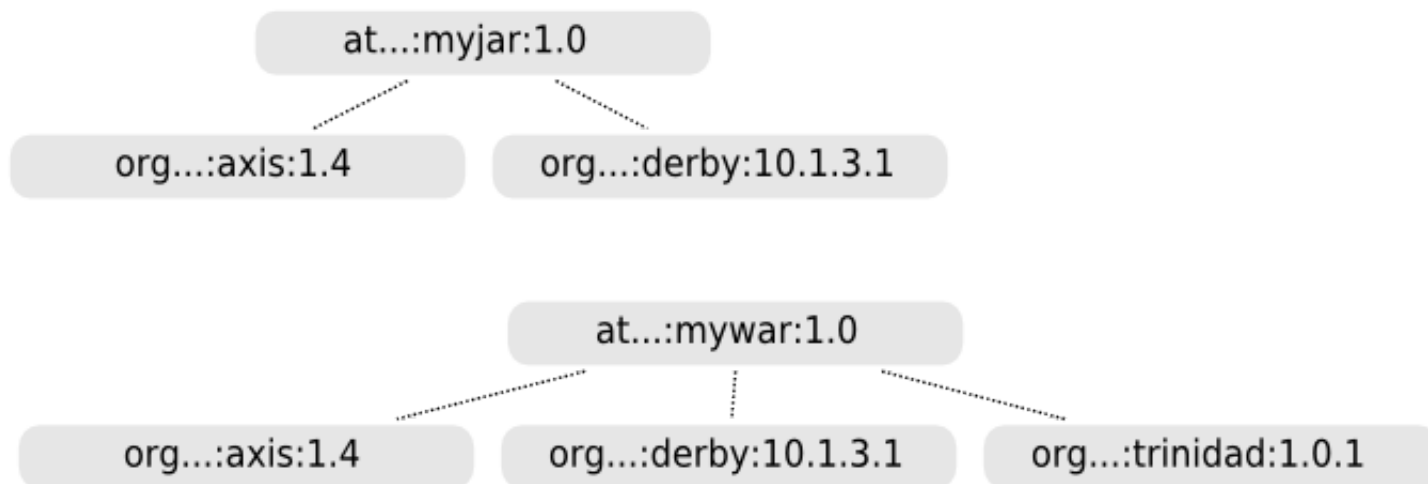 at...:myjar:1.0
org...:axis:1.4
org...:derby:10.1.3.1
at...:mywar:1.0
org...:axis:1.4
org...:derby:10.1.3.1
org...:trinidad:1.0.1